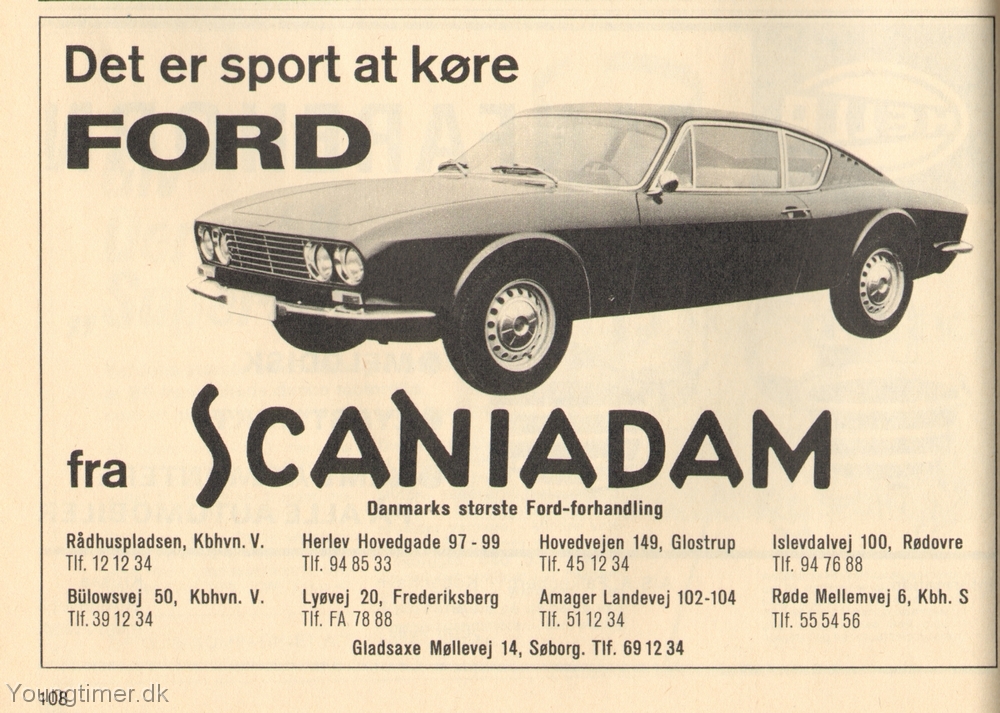 Det er sport at køre
FORD
fra SCANIADAM
Danmarks største Ford-forhandling
Rådhuspladsen, Kbhvn. V.
Tlf. 12 12 34
Herlev Hovedgade 97 - 99
Tlf. 94 85 33
Hovedvejen 149, Glostrup
Tlf. 45 12 34
Islevdalvej 100, Rødovre
Tlf. 94 76 88
Bülowsvej 50, Kbhvn. V.
Tlf. 39 12 34
Lyøvej 20, Frederiksberg
Tlf. FA 78 88
Amager Landevej 102-104
Tlf. 51 12 34
Røde Mellemvej 6, Kbh. S
Tlf. 55 54 56
Gladsaxe Møllevej 14, Søborg. Tlf. 69 12 34
108
Youngtimer.dk